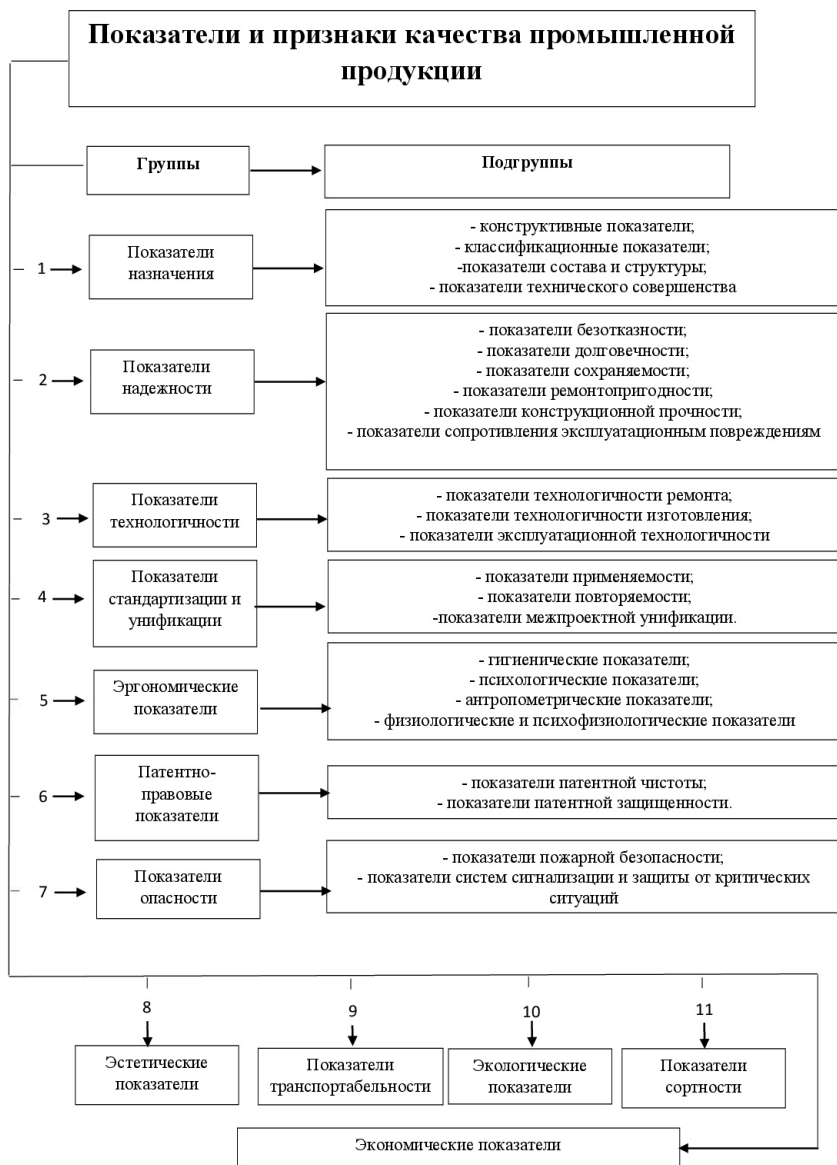 Показатели и признаки качества промышленной
продукции
Группы
Подгруппы
1
Показатели
назначения
- конструктивные показатели;
- классификационные показатели;
-показатели состава и структуры;
- показатели технического совершенства
2
Показатели
надежности
- показатели безотказности;
- показатели долговечности;
- показатели сохраняемости;
- показатели ремонтопригодности;
- показатели конструкционной прочности;
- показатели сопротивления эксплуатационным повреждениям
3
Показатели
технологичности
- показатели технологичности ремонта;
- показатели технологичности изготовления;
- показатели эксплуатационной технологичности
4
Показатели
стандартизации и
унификации
- показатели применяемости;
- показатели повторяемости;
-показатели межпроектной унификации.
5
Эргономические
показатели
- гигиенические показатели;
- психологические показатели;
- антропометрические показатели;
- физиологические и психофизиологические показатели
6
Патентно-
правовые
показатели
- показатели патентной чистоты;
- показатели патентной защищенности.
7
Показатели
опасности
- показатели пожарной безопасности;
- показатели систем сигнализации и защиты от критических
ситуаций
8
Эстетические
показатели
9
Показатели
транспортабельности
10
Экологические
показатели
11
Показатели
сортности
Экономические показатели